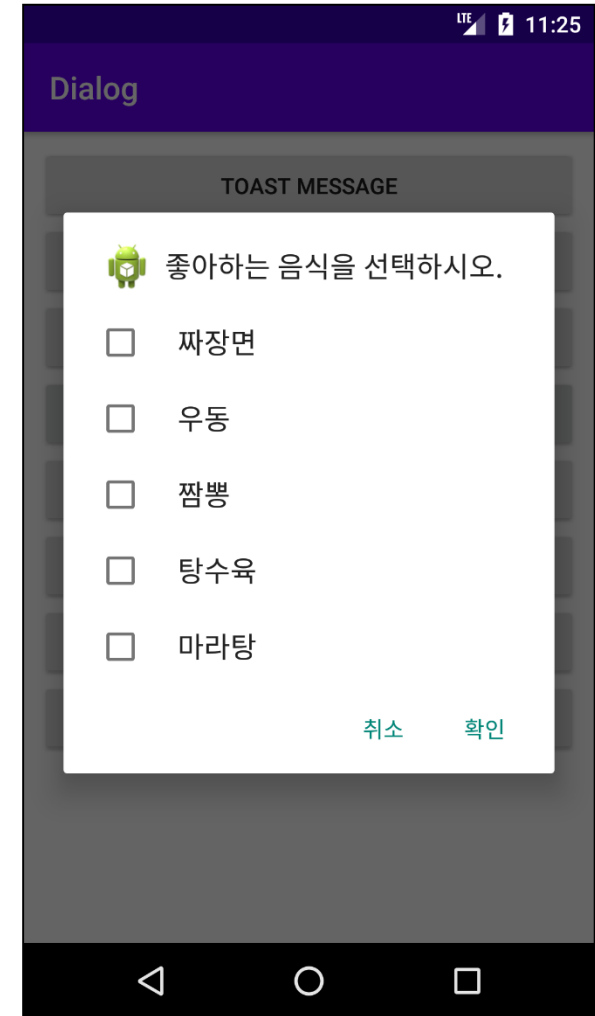 LTE 11:25
Dialog
TOAST MESSAGE
좋아하는 음식을 선택하시오.
짜장면
우동
짬뽕
탕수육
마라탕
취소 확인